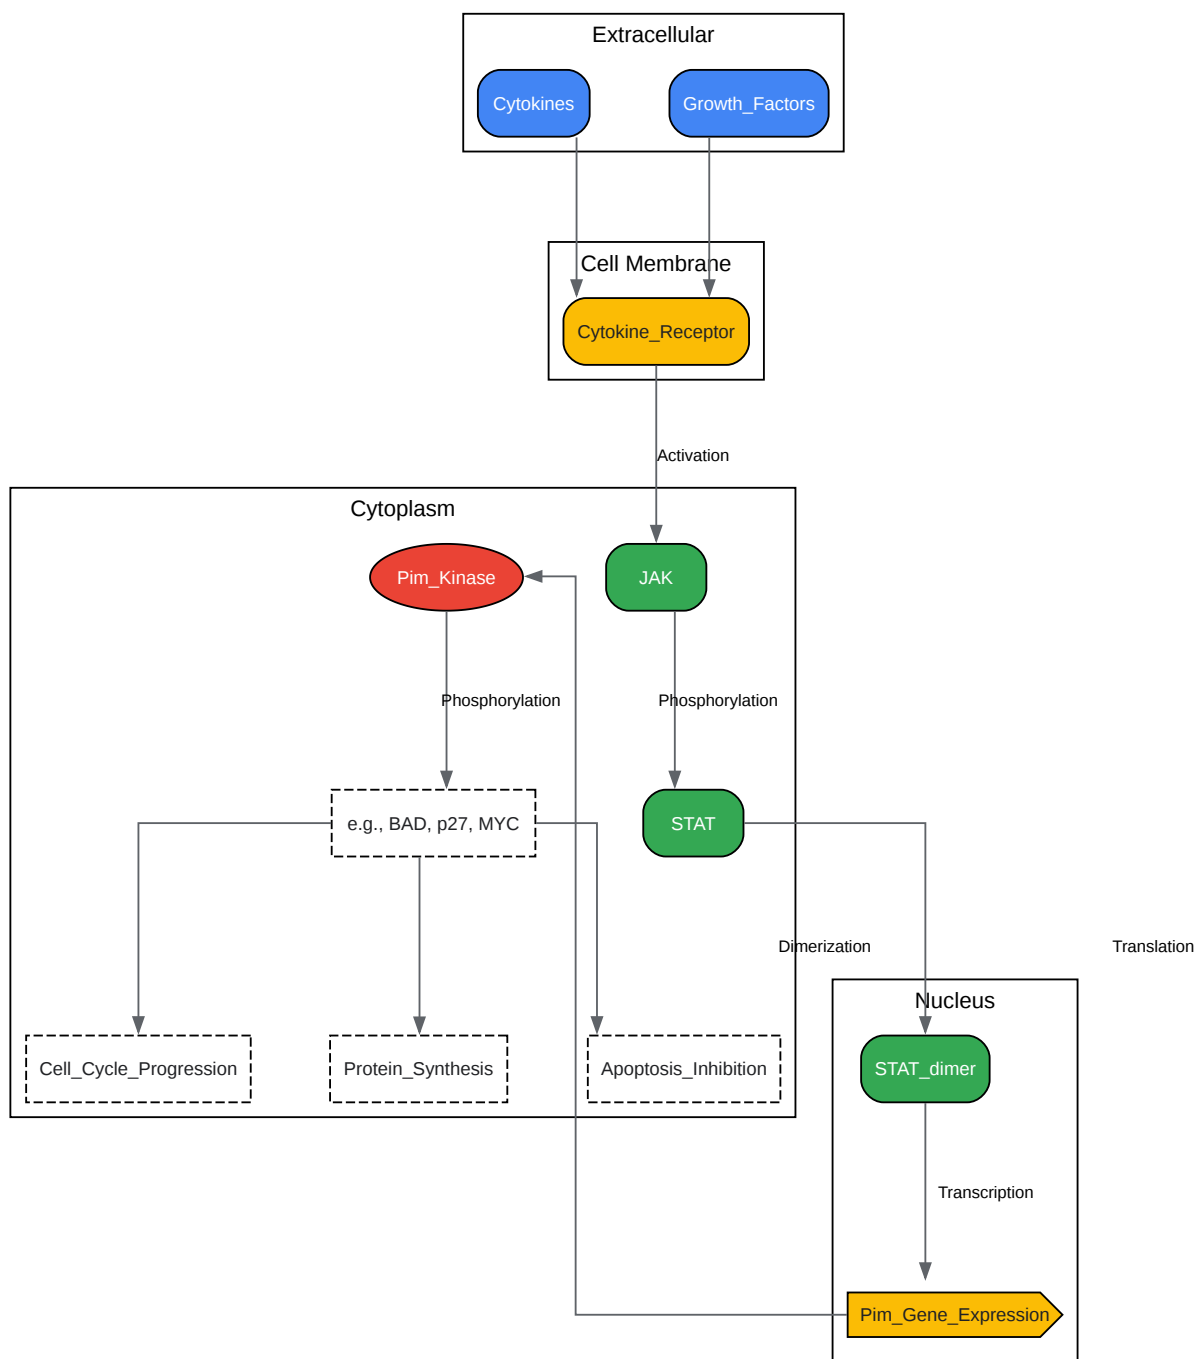 Extracellular
Cytokines
Growth_Factors
Cell Membrane
Cytokine_Receptor
Activation
Cytoplasm
Pim_Kinase
JAK
Phosphorylation
Phosphorylation
e.g., BAD, p27, MYC
STAT
Dimerization
Translation
Nucleus
Cell_Cycle_Progression
Protein_Synthesis
Apoptosis_Inhibition
STAT_dimer
Transcription
Pim_Gene_Expression